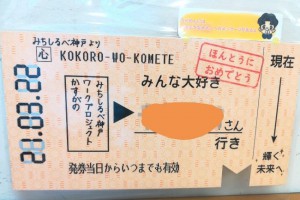 みちしるべ神戸より
心 KOKORO-WO-KOMETE
ほんとうに
おめでとう
現在
輝く
未来へ
28.03.22
みちしるべ神戸
ワークプロジェクト
かすがの
みんな大好き
さん
行き
発券当日からいつまでも有効